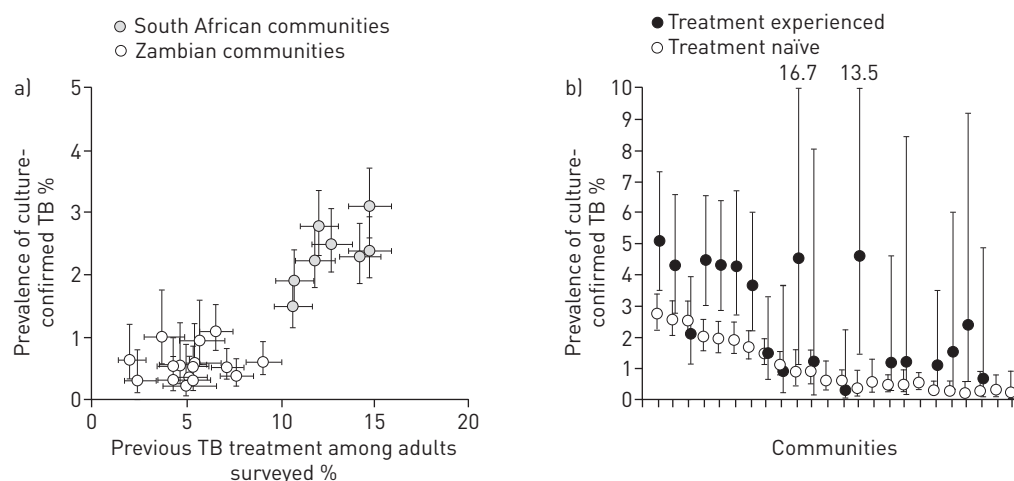 South African communities
Zambian communities
a)
5
4
3
2
1
0
Prevalence of culture-
confirmed TB %
0 5 10 15 20
Previous TB treatment among adults
surveyed %
Treatment experienced
Treatment naïve
16.7 13.5
b)
10
9
8
7
6
5
4
3
2
1
0
Prevalence of culture-
confirmed TB %
Communities